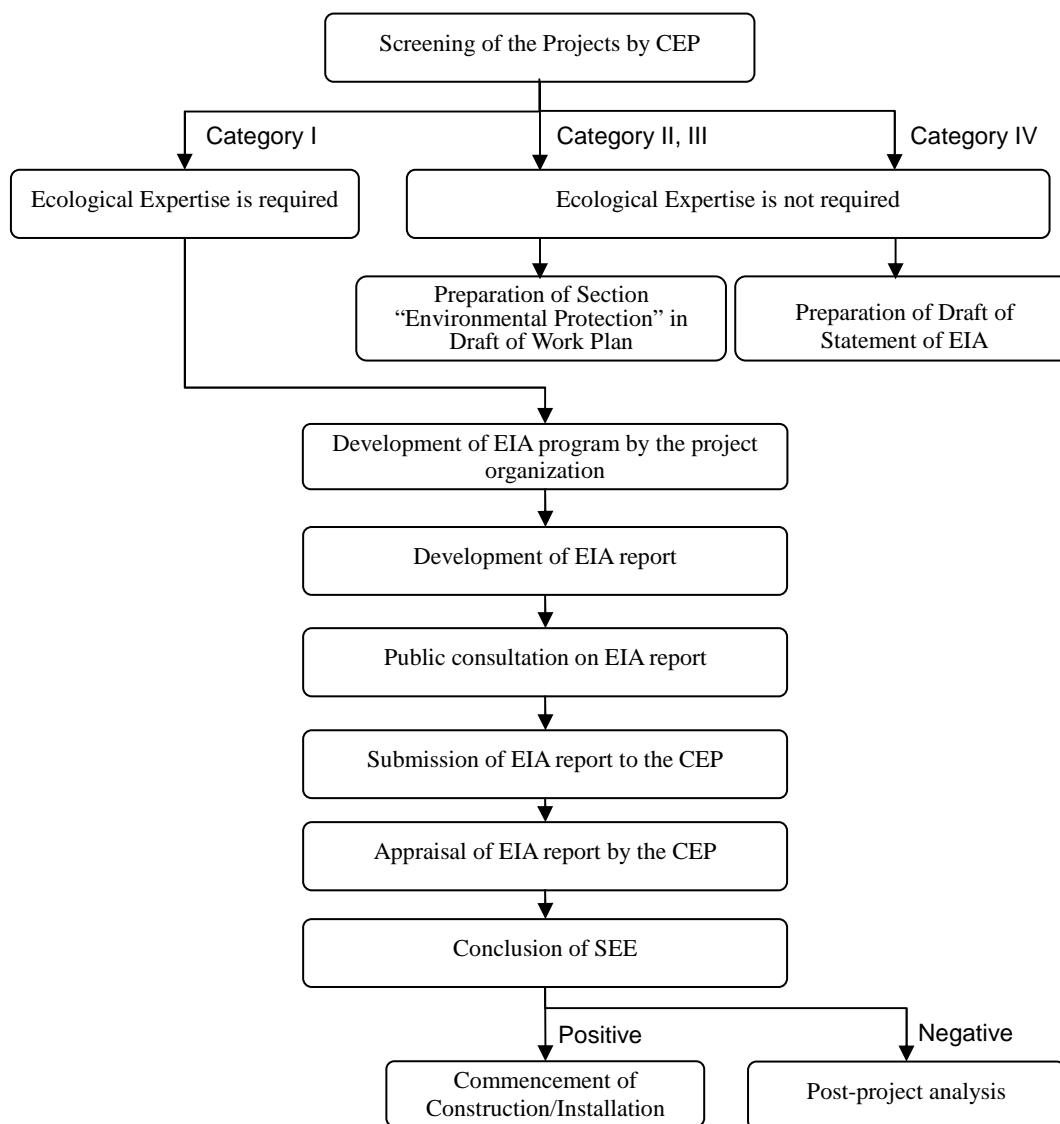 Screening of the Projects by CEP
Category I
Category II, III
Category IV
Ecological Expertise is required
Ecological Expertise is not required
Preparation of Section
“Environmental Protection” in
Draft of Work Plan
Preparation of Draft of
Statement of EIA
Development of EIA program by the project
organization
Development of EIA report
Public consultation on EIA report
Submission of EIA report to the CEP
Appraisal of EIA report by the CEP
Conclusion of SEE
Positive
Negative
Commencement of
Construction/Installation
Post-project analysis